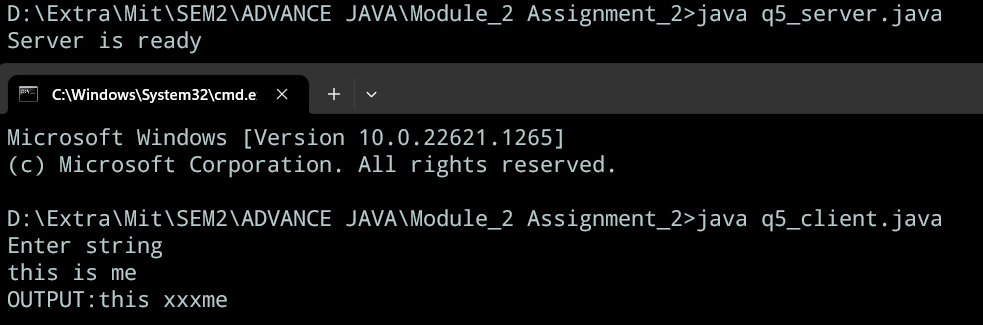 D:\Extra\Mit\SEM2\ADVANCE JAVA\Module_2 Assignment_2>java q5_server.java
Server is ready
C:\Windows\System32\cmd.e
Microsoft Windows [Version 10.0.22621.1265]
(c) Microsoft Corporation. All rights reserved.
D:\Extra\Mit\SEM2\ADVANCE JAVA\Module_2 Assignment_2>java q5_client.java
Enter string
this is me
OUTPUT:this xxxme